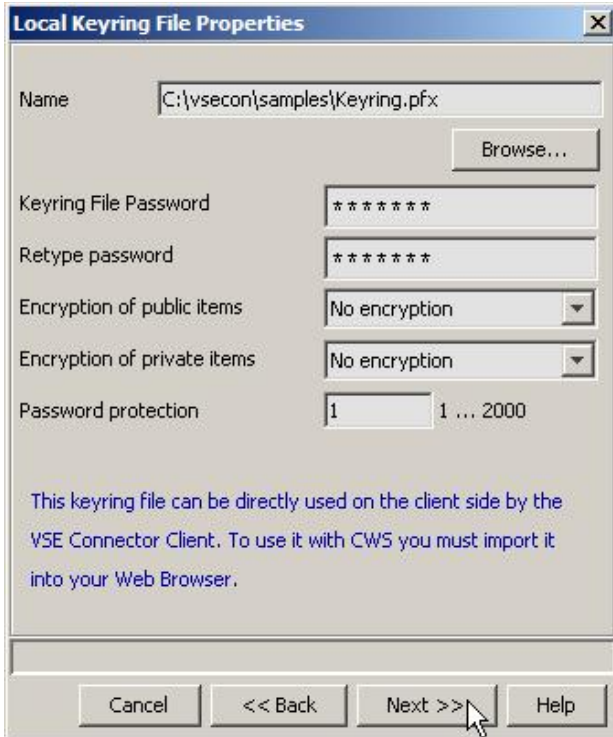 Local Keyring File Properties
Name C:\vsecon\samples\Keyring.pfx
Browse...
Keyring File Password *******
Retype password *******
Encryption of public items No encryption
Encryption of private items No encryption
Password protection 1 1 ... 2000
This keyring file can be directly used on the client side by the
VSE Connector Client. To use it with CWS you must import it
into your Web Browser.
Cancel << Back Next >> Help